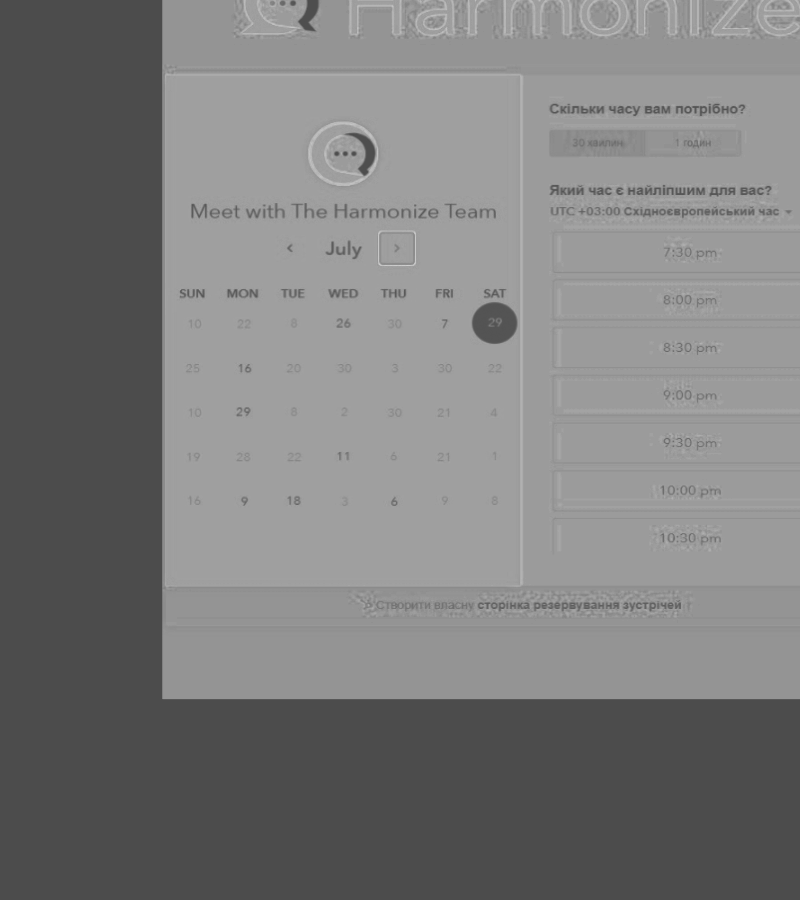 Harmonize
Meet with The Harmonize Team
‹ July ›
SUN MON TUE WED THU FRI SAT
10 22 8 26 30 7 29
25 16 20 30 3 30 22
10 29 8 2 30 21 4
19 28 22 11 6 21 1
16 9 18 3 6 9 8
Скільки часу вам потрібно?
30 хвилин 1 годин
Який час є найліпшим для вас?
UTC +03:00 Східноєвропейський час
7:30 pm
8:00 pm
8:30 pm
9:00 pm
9:30 pm
10:00 pm
10:30 pm
Створити власну сторінка резервування зустрічей